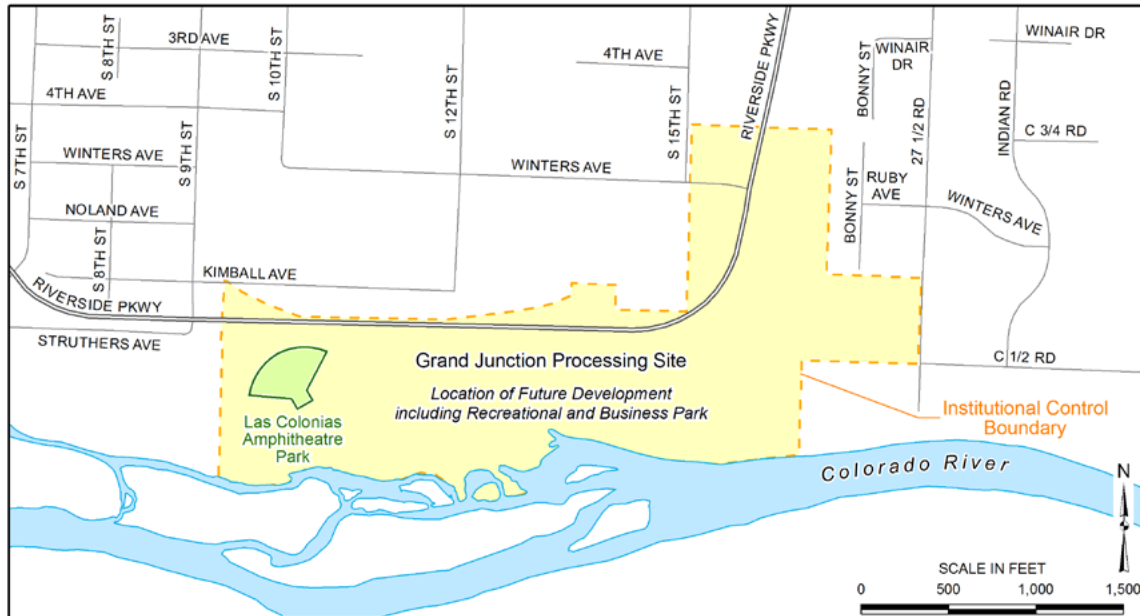 3RD AVE
S 8TH ST
S 10TH ST
4TH AVE
S 12TH ST
4TH AVE
S 15TH ST
RIVERSIDE PKWY
BONNY ST
WINAIR
DR
27 1/2 RD
INDIAN RD
WINAIR DR
C 3/4 RD
S 7TH ST
WINTERS AVE
S 9TH ST
WINTERS AVE
BONNY ST
RUBY
AVE
WINTERS AVE
NOLAND AVE
S 8TH ST
KIMBALL AVE
RIVERSIDE PKWY
STRUTHERS AVE
C 1/2 RD
Grand Junction Processing Site
Location of Future Development
including Recreational and Business Park
Las Colonias
Amphitheatre
Park
Institutional Control
Boundary
Colorado River
N
SCALE IN FEET
0
500
1,000
1,500